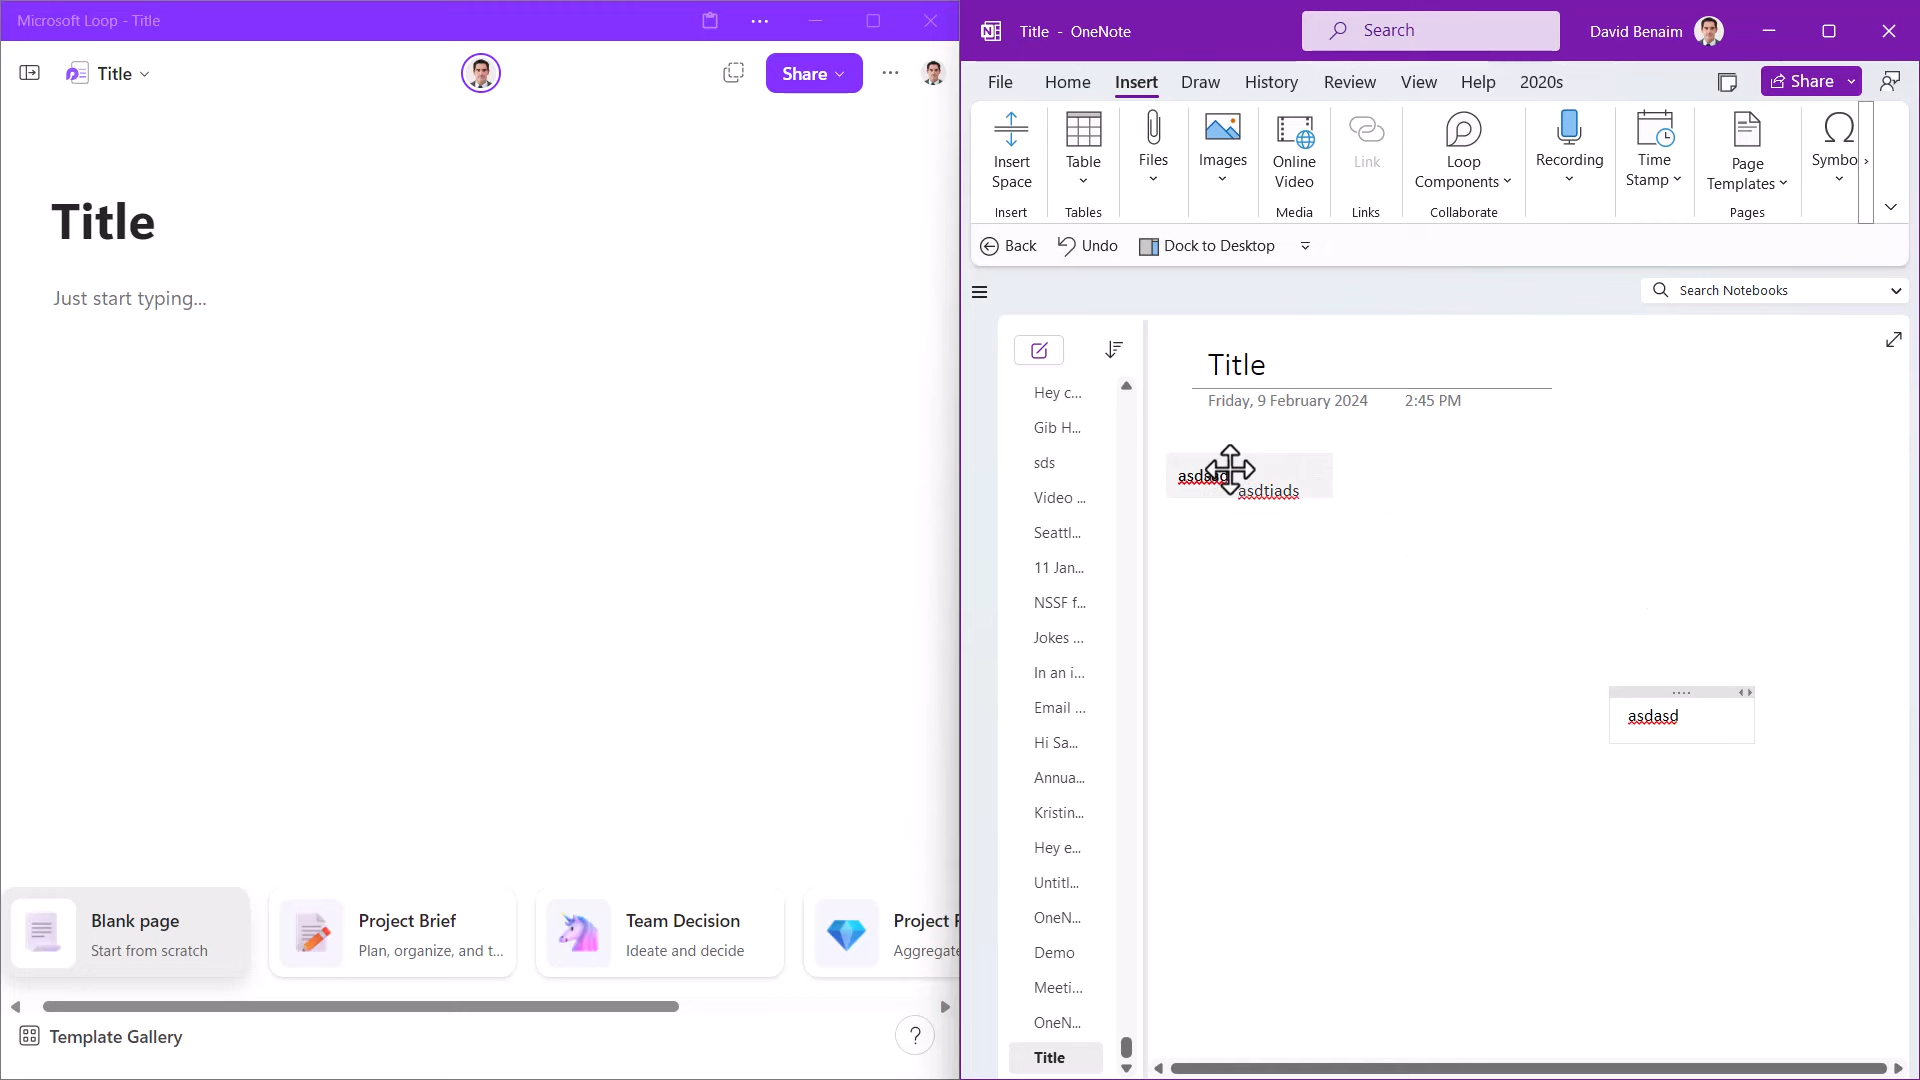 Microsoft Loop - Title
Title
Share
Title
Just start typing...
Blank page
Start from scratch
Project Brief
Plan, organize, and t...
Team Decision
Ideate and decide
Project
Aggregate
Template Gallery
?
Title - OneNote
Search
David Benaim
File Home Insert Draw History Review View Help 2020s
Share
Insert Space
Table
Files
Images
Online Video
Link
Loop Components
Recording
Time Stamp
Page Templates
Symbo
Insert
Tables
Media
Links
Collaborate
Pages
Back
Undo
Dock to Desktop
Search Notebooks
Hey c...
Gib H...
sds
Video ...
Seattl...
11 Jan...
NSSF f...
Jokes ...
In an i...
Email ...
Hi Sa...
Annua...
Kristin...
Hey e...
Untitl...
OneN...
Demo
Meeti...
OneN...
Title
Title
Friday, 9 February 2024 2:45 PM
asdasd
asdtiads
asdasd